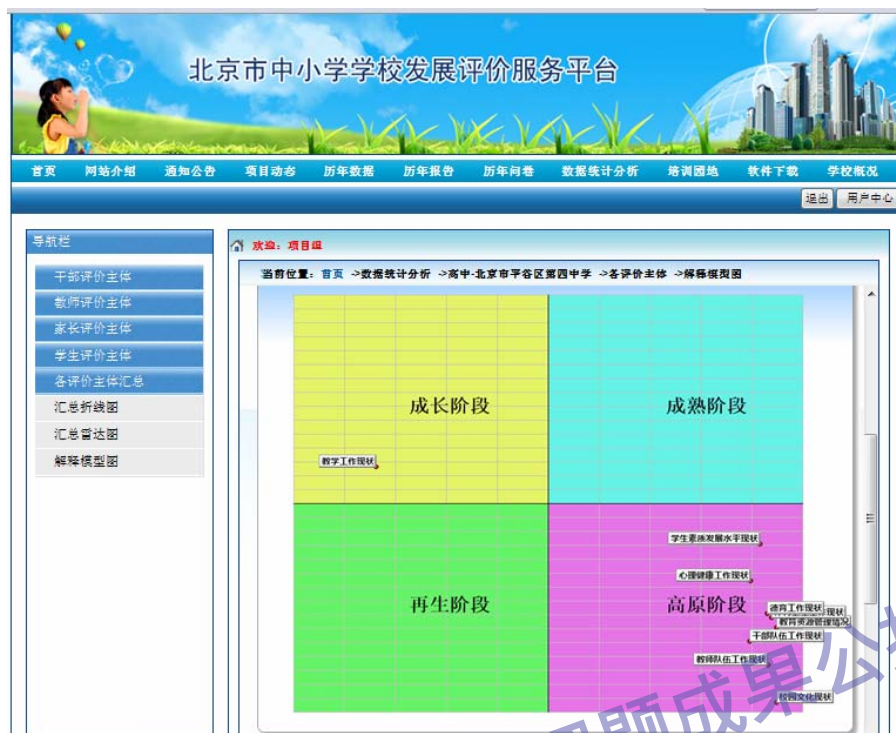 北京市中小学学校发展评价服务平台
首页 网站介绍 通知公告 项目动态 历年数据 历年报告 历年问卷 数据统计分析 培训园地 软件下载 学校概况
退出 用户中心
导航栏
干部评价主体
教师评价主体
家长评价主体
学生评价主体
各评价主体汇总
汇总折线图
汇总雷达图
解释模型图
欢迎：项目组
当前位置：首页 ->数据统计分析 ->高中-北京市平谷区第四中学 ->各评价主体 ->解释模型图
成长阶段 成熟阶段
教学工作现状
学生素质发展水平现状
心理健康工作现状
再生阶段 高原阶段
德育工作现状
现状
教育资源管理情况
干部队伍工作现状
教师队伍工作现状
校园文化现状
题成果公